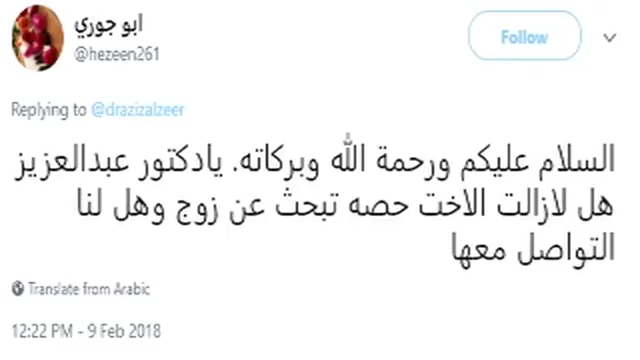 ابو جوري
@hezeen261
Follow
Replying to @drazizalzeer
السلام عليكم ورحمة الله وبركاته. يادكتور عبدالعزيز
هل لازالت الاخت حصه تبحث عن زوج وهل لنا
التواصل معها
Translate from Arabic
12:22 PM - 9 Feb 2018